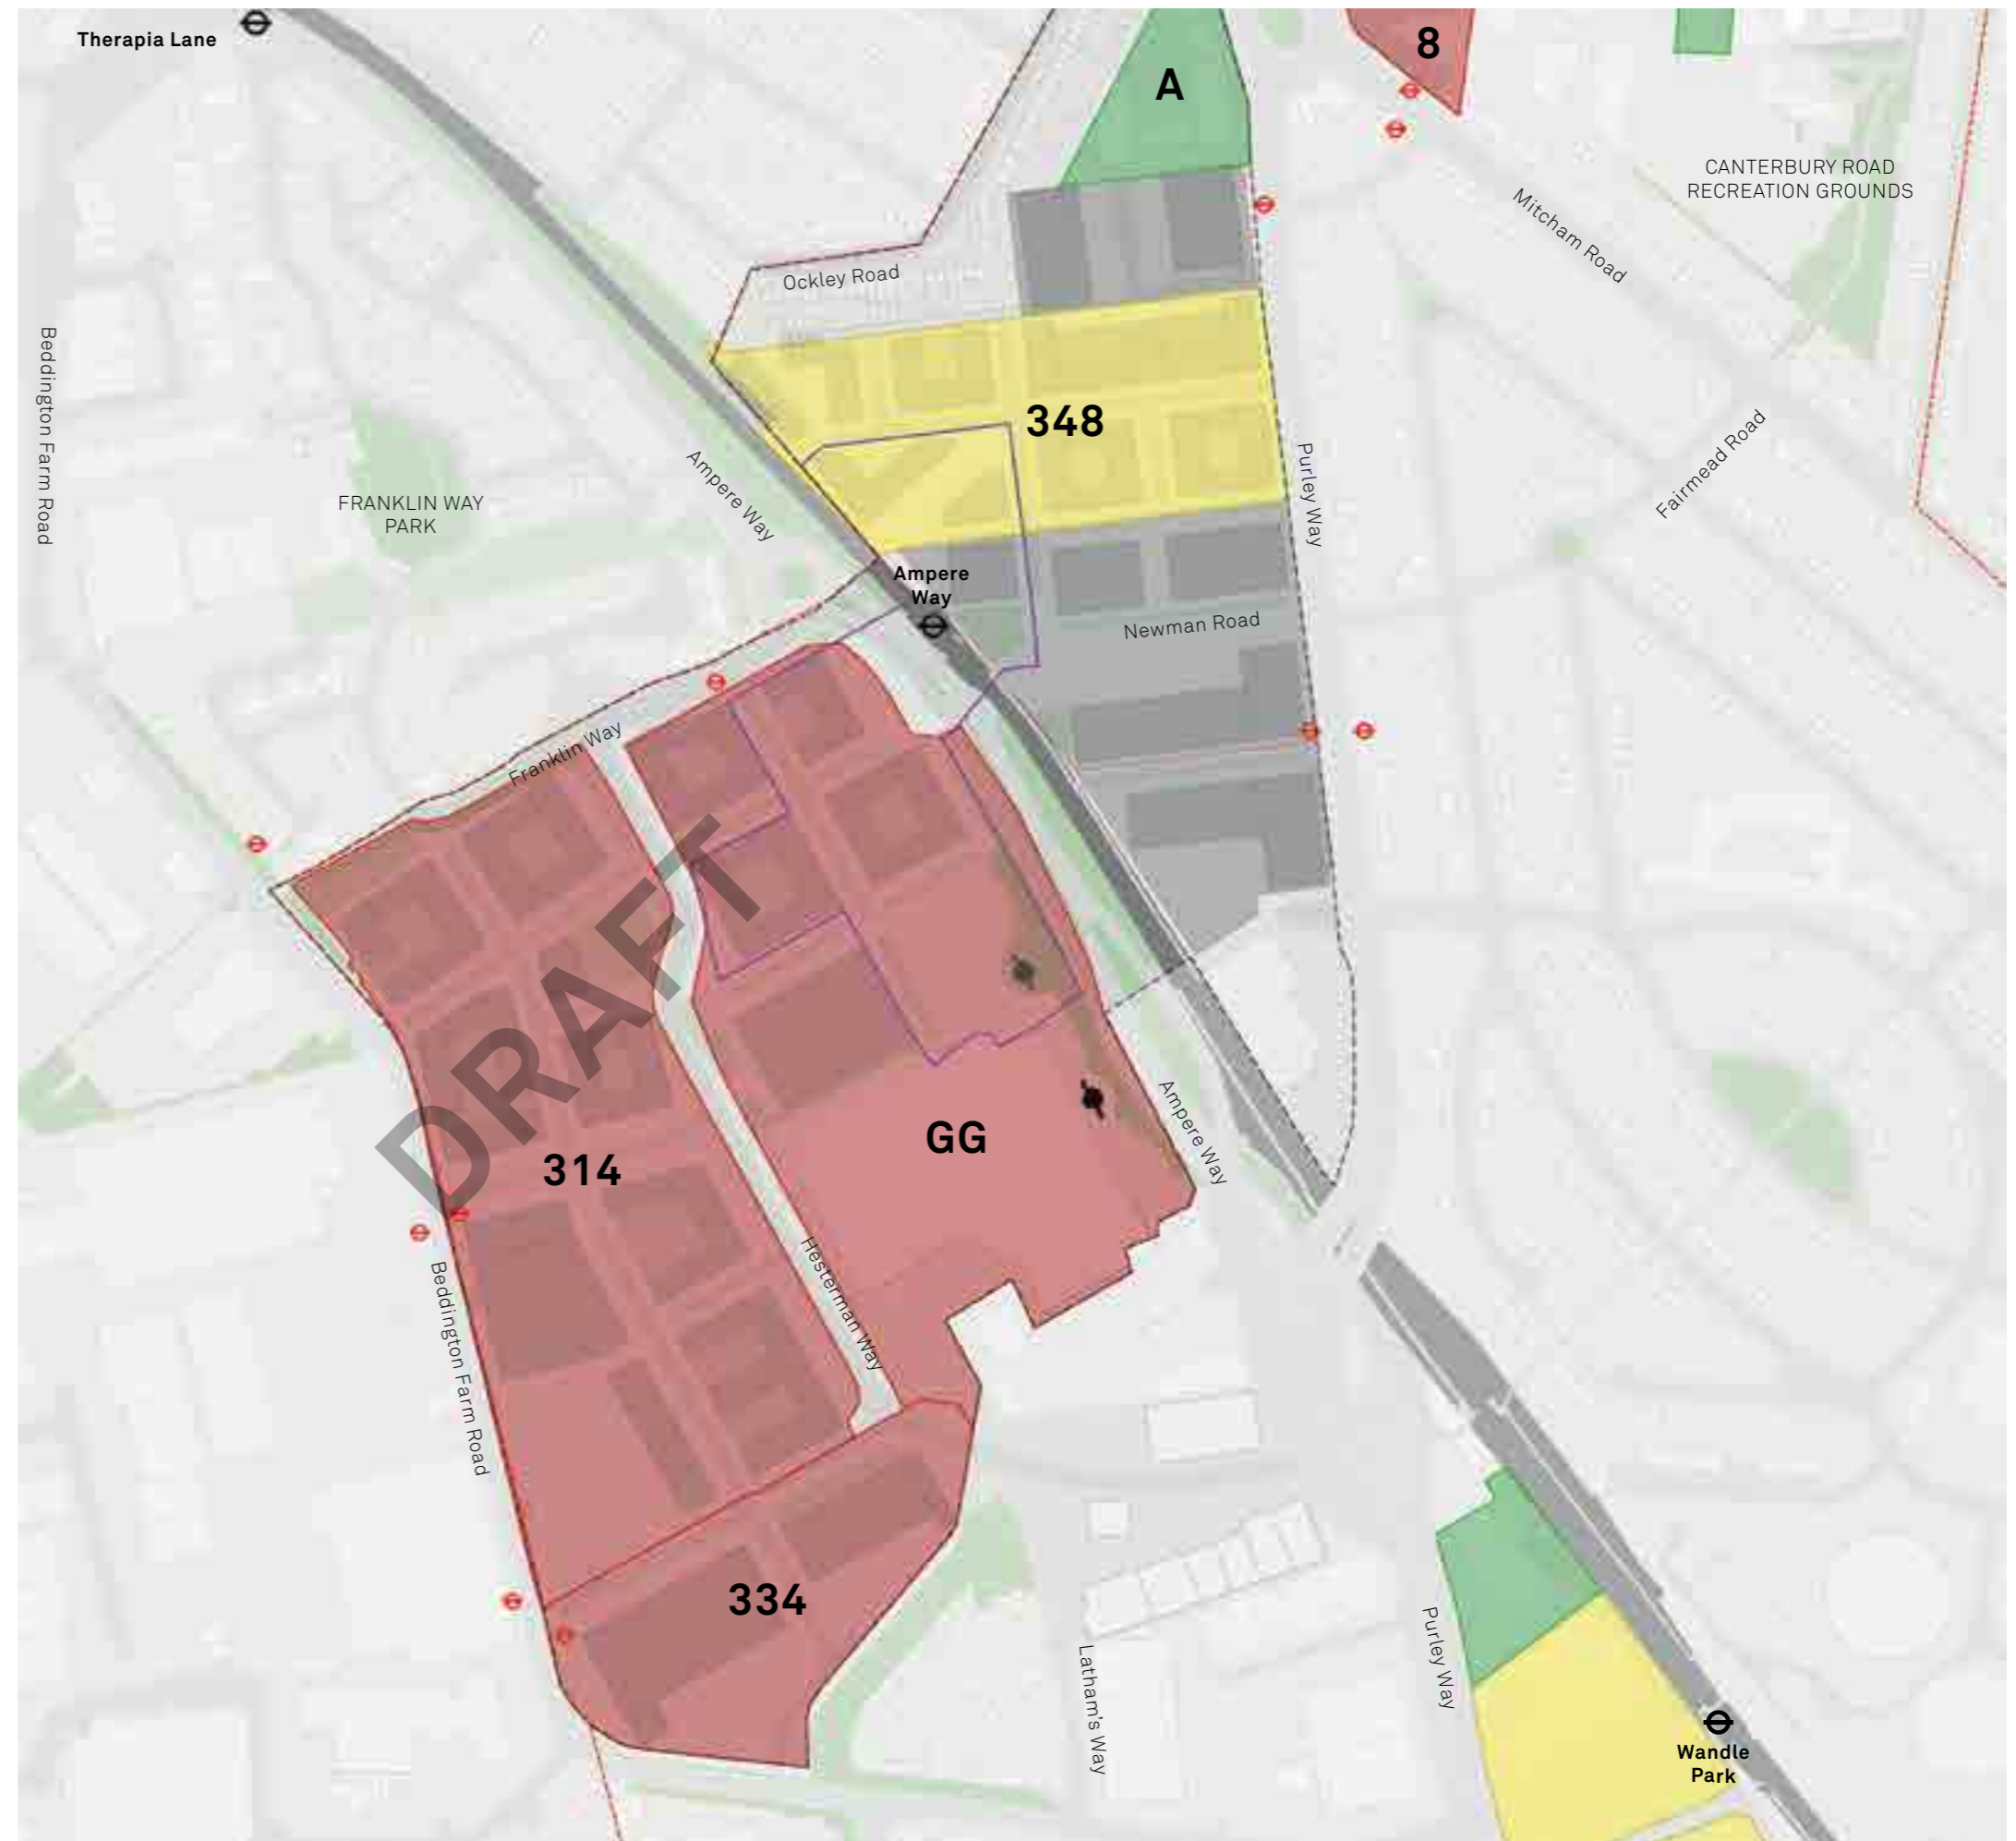 Therapia Lane
8
A
CANTERBURY ROAD
RECREATION GROUNDS
Mitcham Road
Ockley Road
Beddington Farm Road
348
Purley Way
Fairmead Road
Ampere Way
FRANKLIN WAY
PARK
Ampere
Way
Newman Road
Franklin Way
DRAFT
314
GG
Ampere Way
Hesterman Way
Beddington Farm Road
334
Latham's Way
Purley Way
Wandle
Park